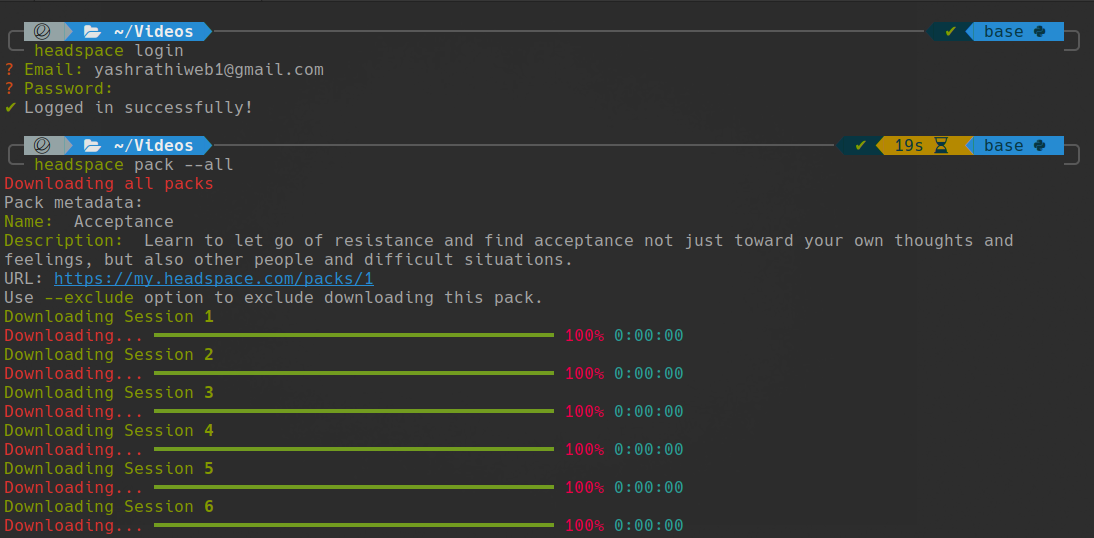 ~/Videos ✔ base
headspace login
? Email: yashrathiweb1@gmail.com
? Password:
✔ Logged in successfully!
~/Videos ✔ 19s base
headspace pack --all
Downloading all packs
Pack metadata:
Name:  Acceptance
Description:  Learn to let go of resistance and find acceptance not just toward your own thoughts and
feelings, but also other people and difficult situations.
URL: https://my.headspace.com/packs/1
Use --exclude option to exclude downloading this pack.
Downloading Session 1
Downloading... 100% 0:00:00
Downloading Session 2
Downloading... 100% 0:00:00
Downloading Session 3
Downloading... 100% 0:00:00
Downloading Session 4
Downloading... 100% 0:00:00
Downloading Session 5
Downloading... 100% 0:00:00
Downloading Session 6
Downloading... 100% 0:00:00